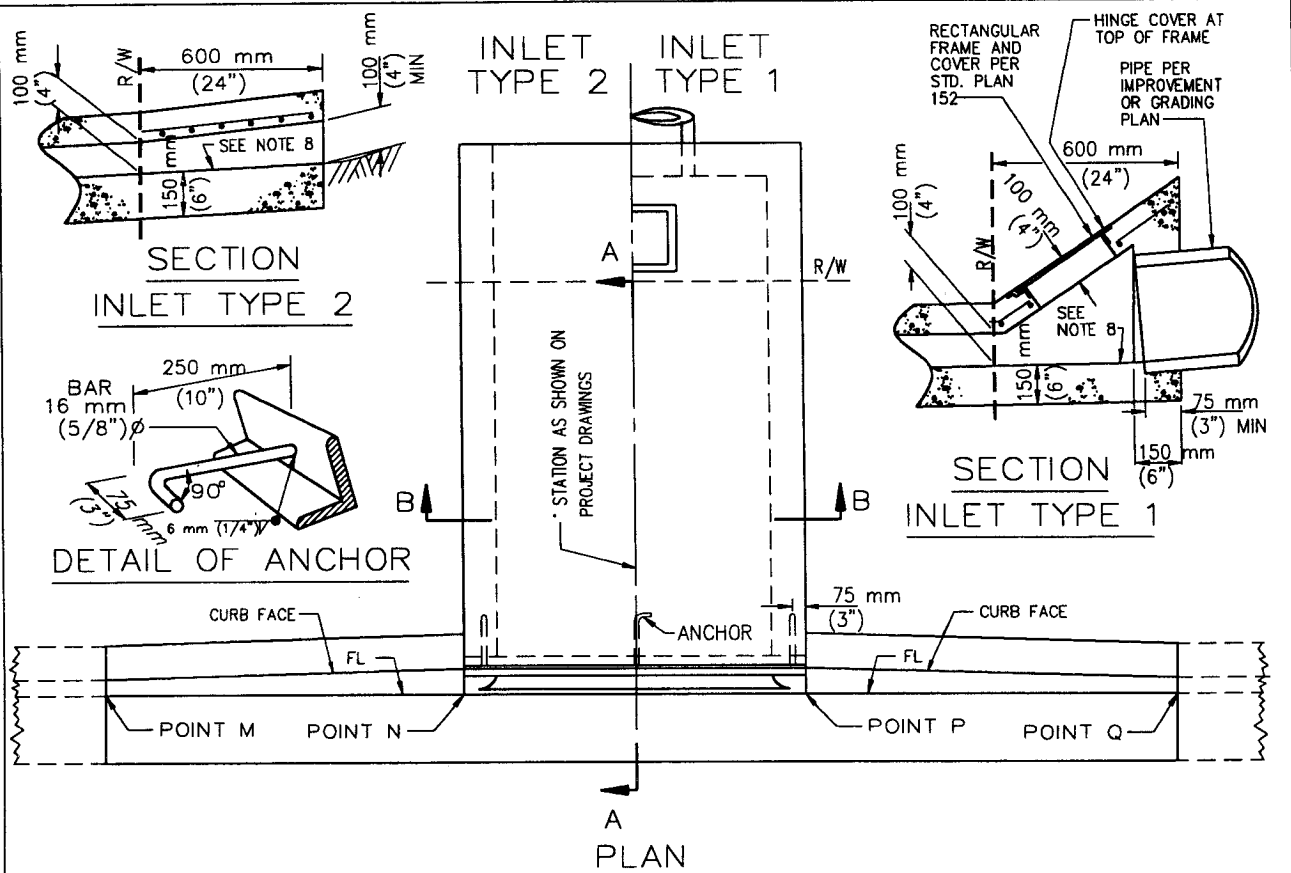 100 mm
(4")
R/W
600 mm
(24")
100 mm
(4")
MIN
SEE NOTE 8
150 mm
(6")
SECTION
INLET TYPE 2
BAR
16 mm
(5/8")Ø
250 mm
(10")
75 mm
(3")
90°
6 mm (1/4")
DETAIL OF ANCHOR
INLET
TYPE 2
INLET
TYPE 1
A
R/W
STATION AS SHOWN ON
PROJECT DRAWINGS
B
B
75 mm
(3")
ANCHOR
CURB FACE
CURB FACE
FL
FL
POINT M
POINT N
POINT P
POINT Q
A
PLAN
RECTANGULAR
FRAME AND
COVER PER
STD. PLAN
152
HINGE COVER AT
TOP OF FRAME
PIPE PER
IMPROVEMENT
OR GRADING
PLAN
600 mm
(24")
100 mm
(4")
100 mm
(4")
R/W
SEE
NOTE 8
150 mm
(6")
75 mm
(3") MIN
150 mm
(6")
SECTION
INLET TYPE 1